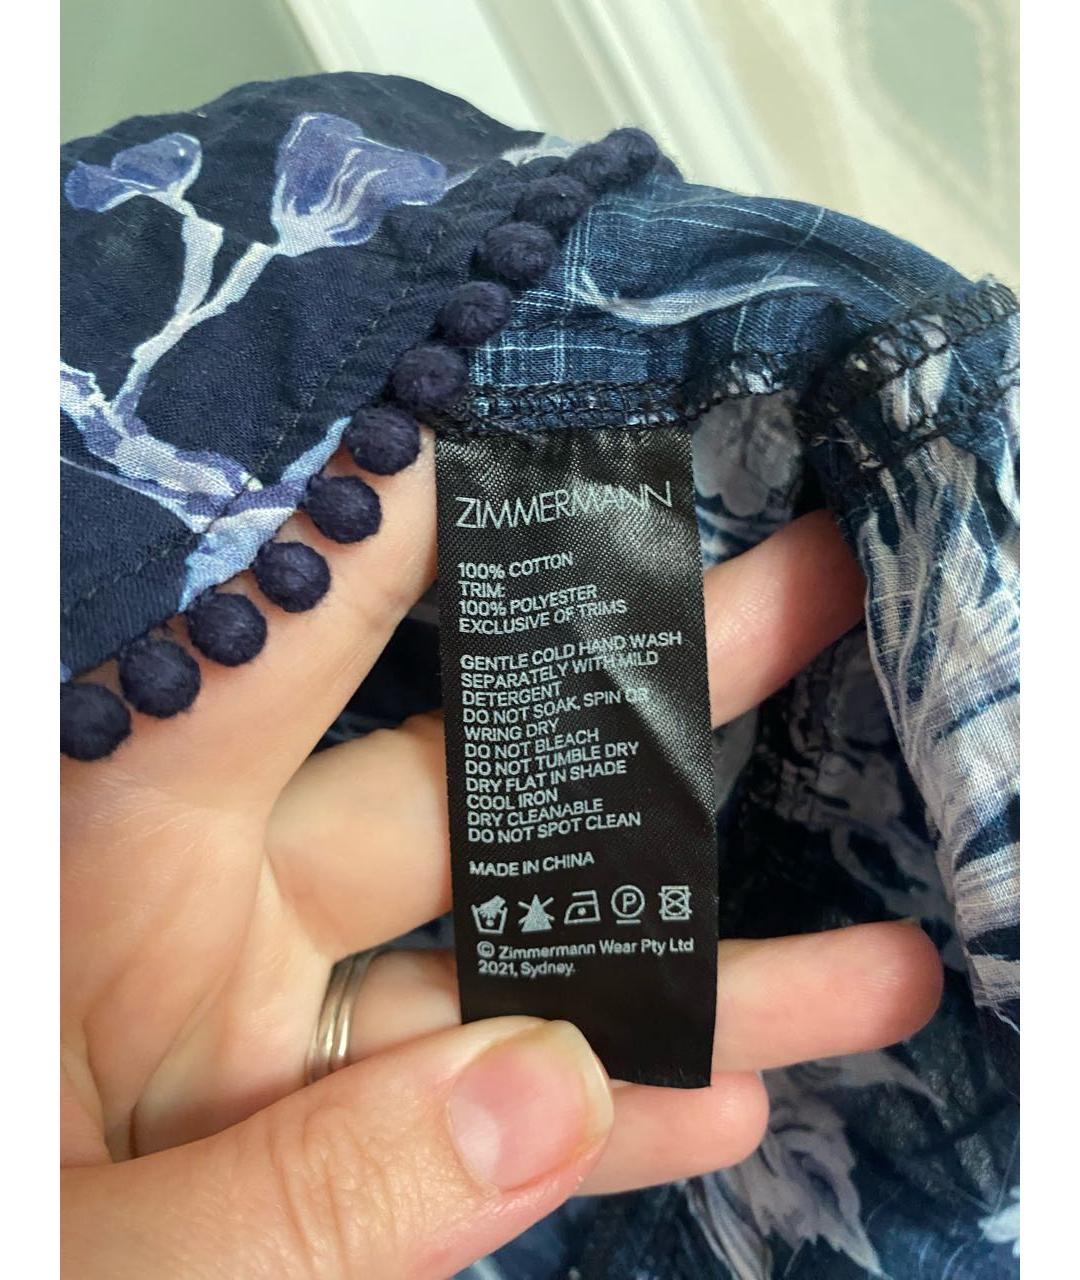 ZIMMERMANN
100% COTTON
TRIM:
100% POLYESTER
EXCLUSIVE OF TRIMS
GENTLE COLD HAND WASH
SEPARATELY WITH MILD
DETERGENT
DO NOT SOAK, SPIN OR
WRING DRY
DO NOT BLEACH
DO NOT TUMBLE DRY
DRY FLAT IN SHADE
COOL IRON
DRY CLEANABLE
DO NOT SPOT CLEAN
MADE IN CHINA
P
© Zimmermann Wear Pty Ltd
2021, Sydney.